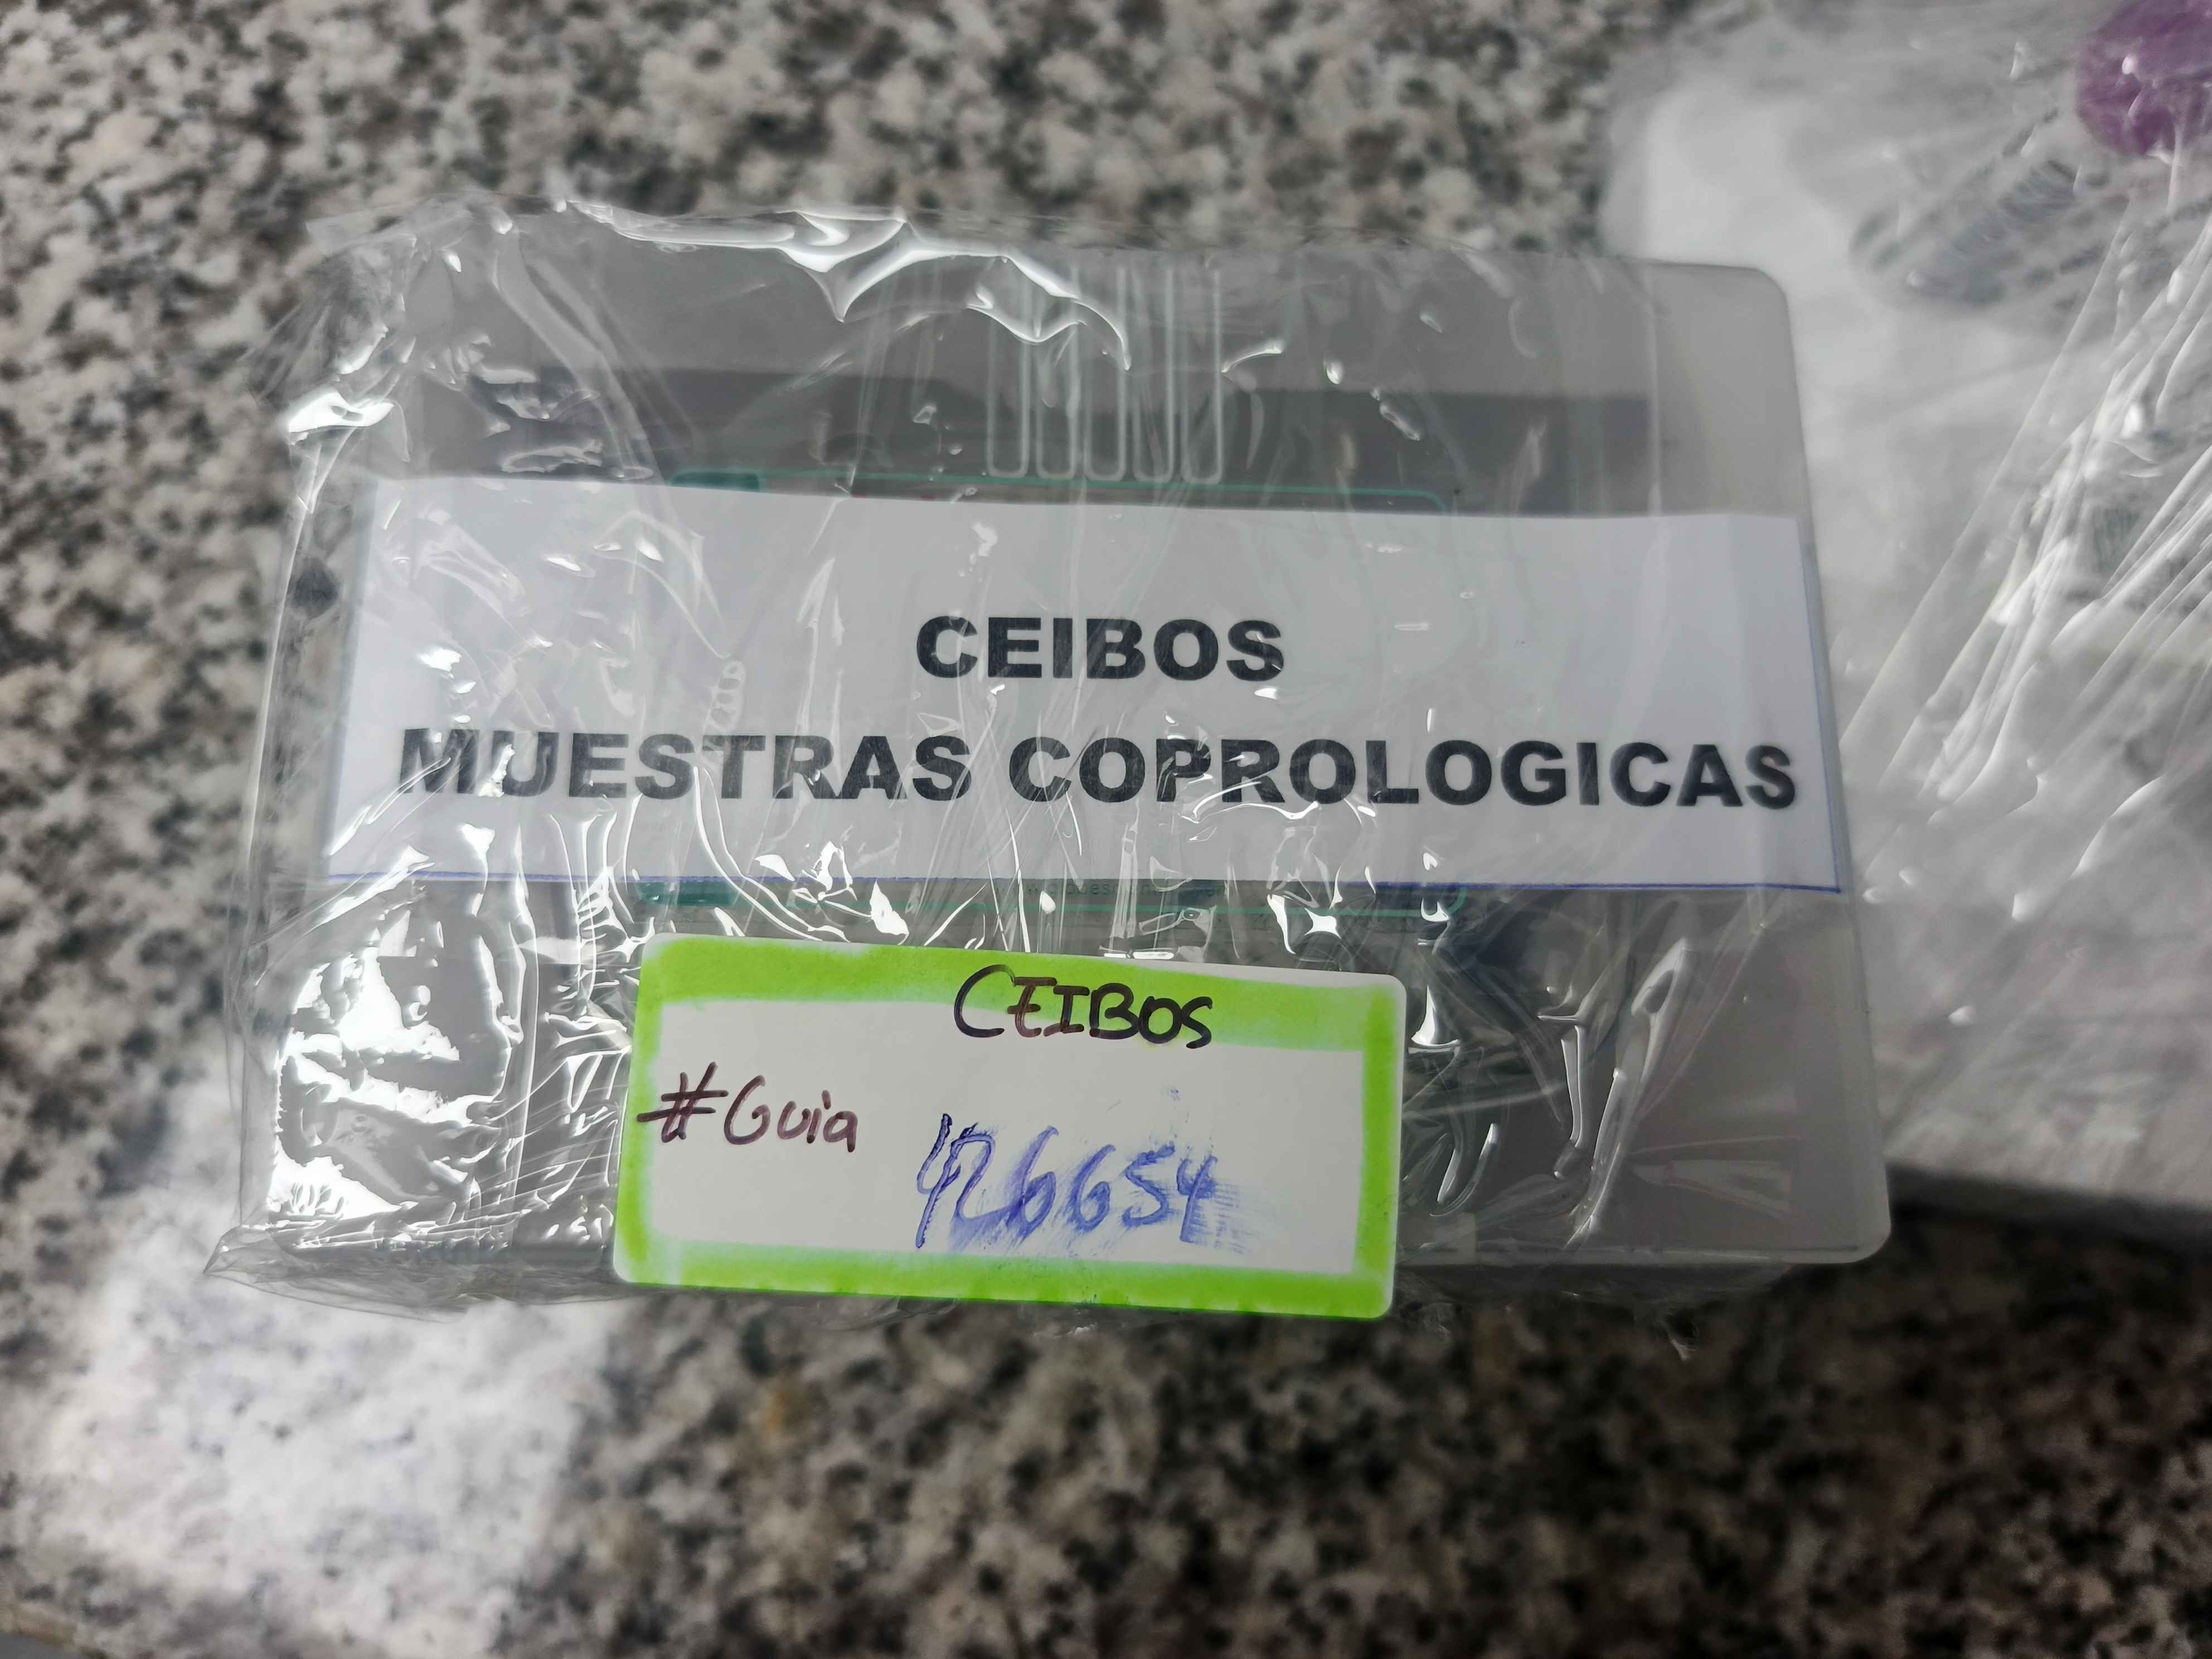 CEIBOS
MUESTRAS COPROLOGICAS
CEIBOS
#Guia
426654